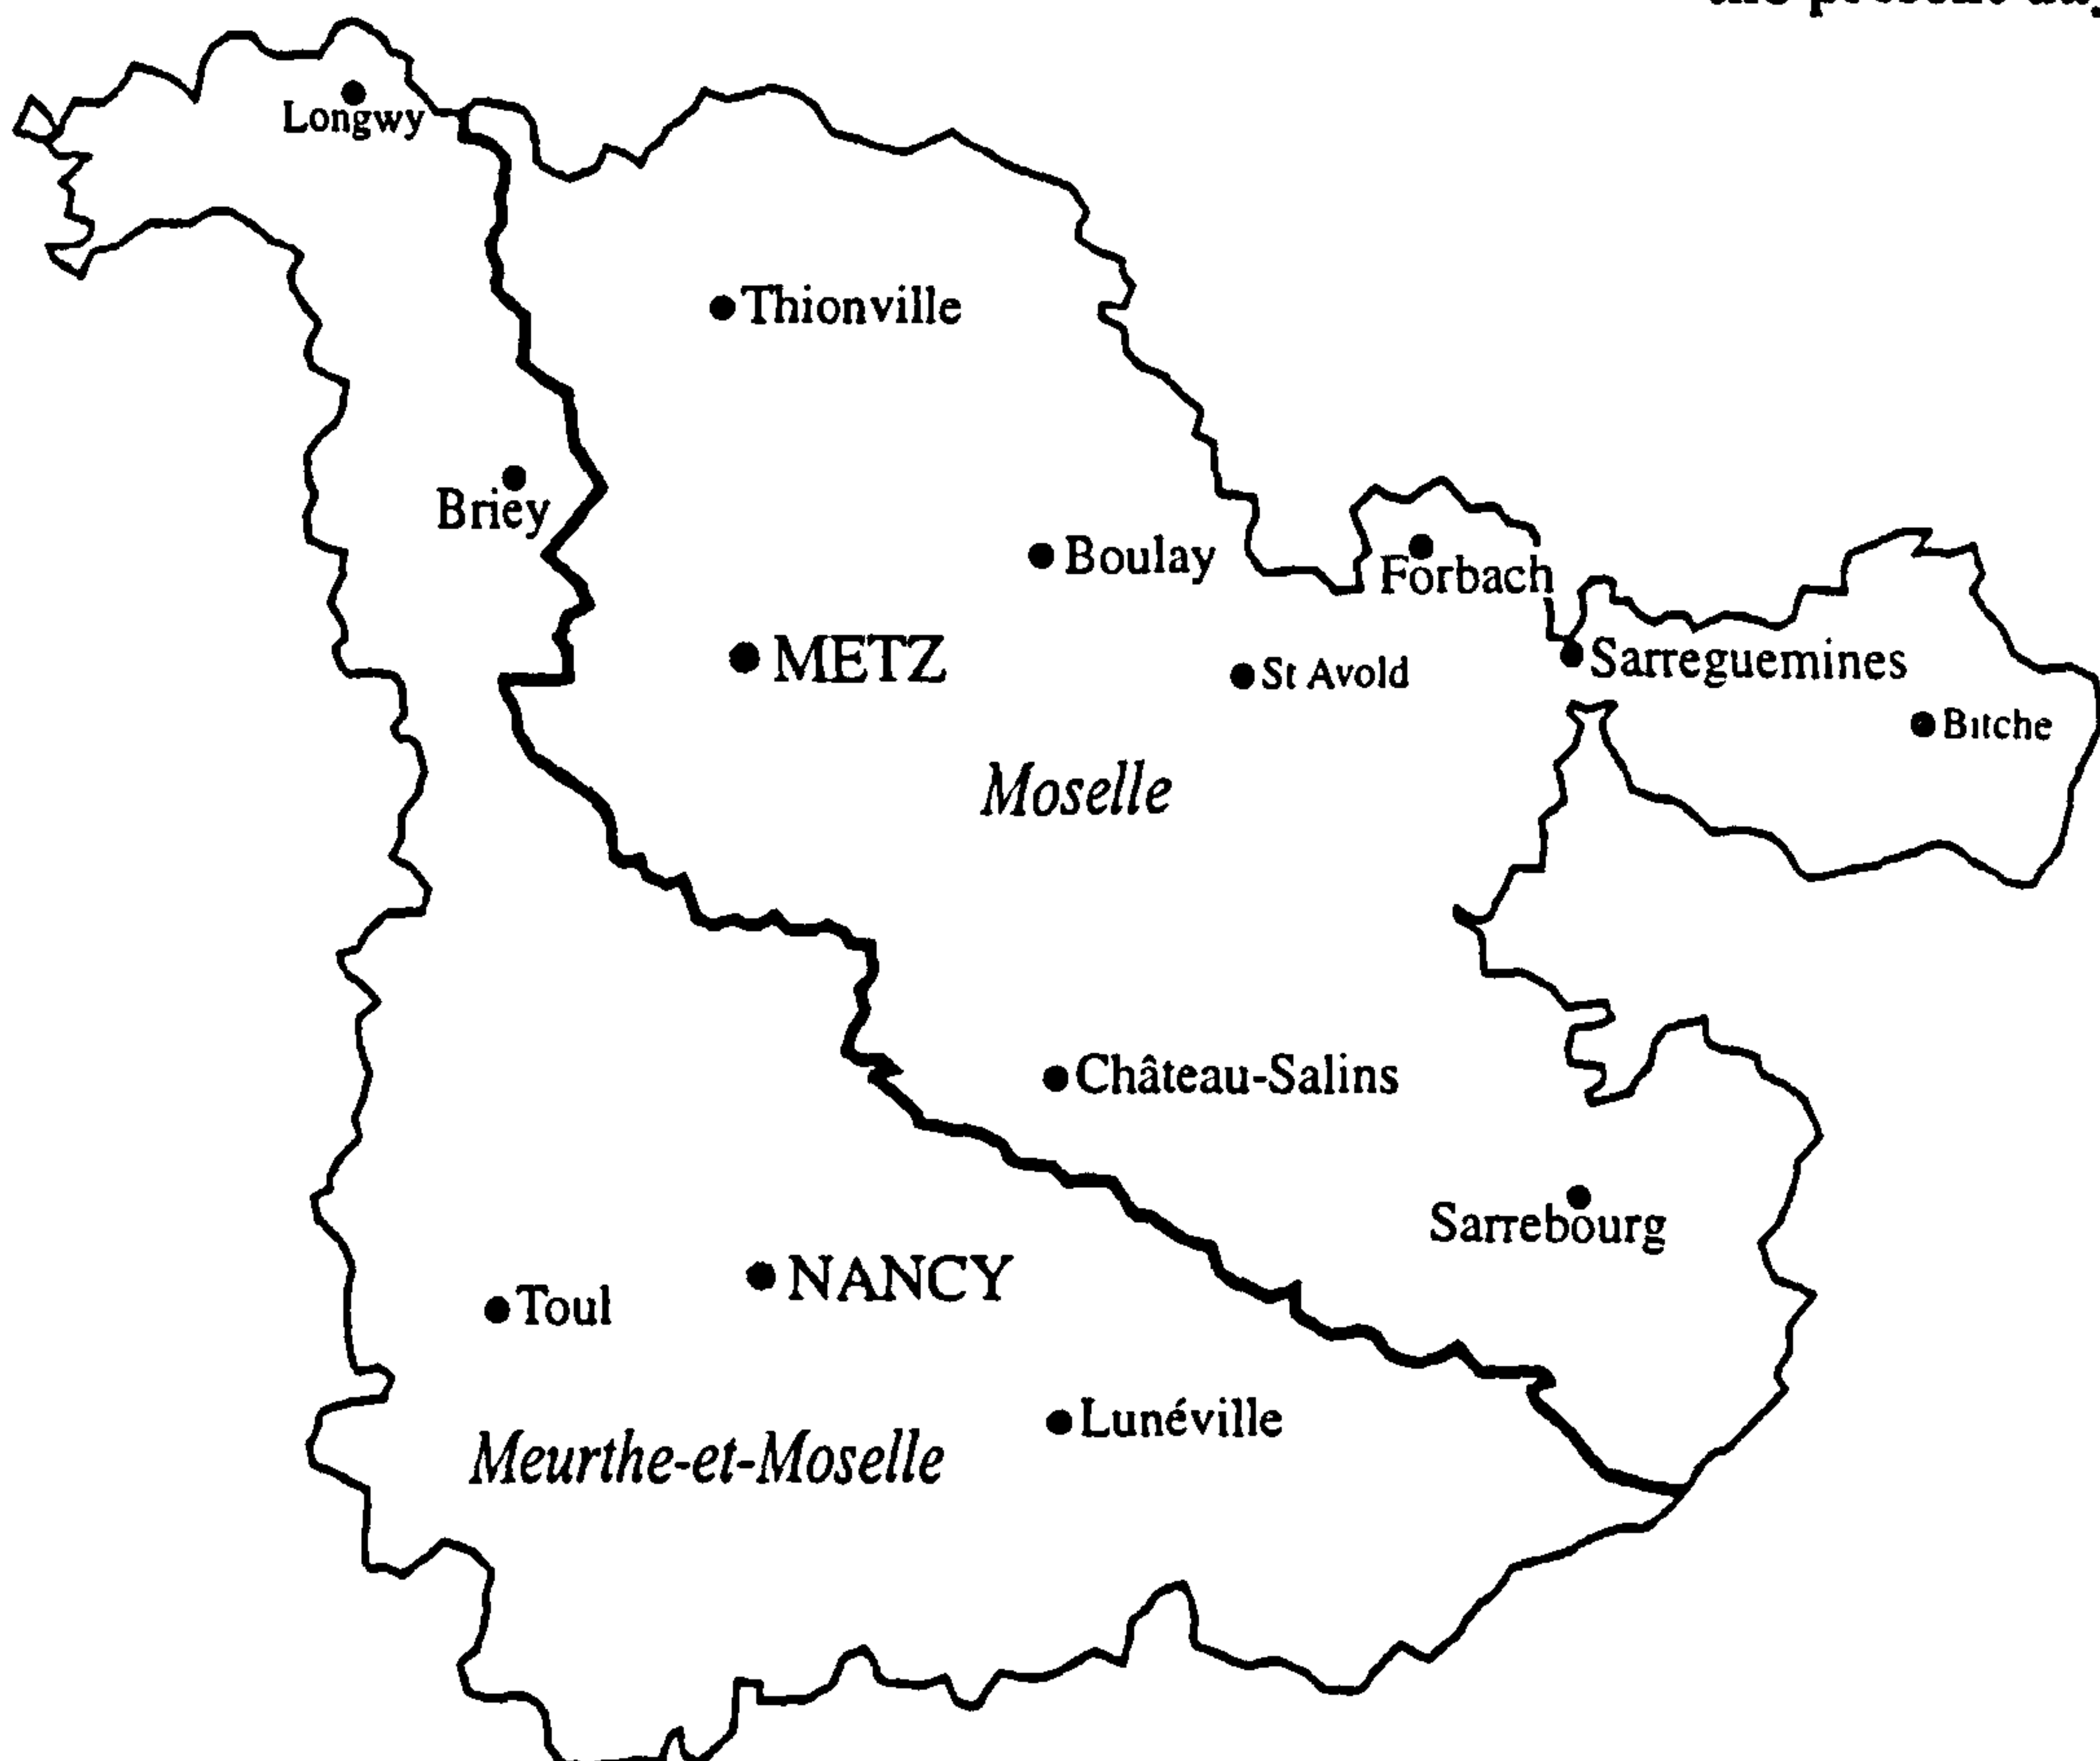 Longwy
Thionville
Briey
Boulay
Forbach
METZ
St Avold
Sarreguemines
Bitche
Moselle
Château-Salins
Sarrebourg
NANCY
Toul
Lunéville
Meurthe-et-Moselle